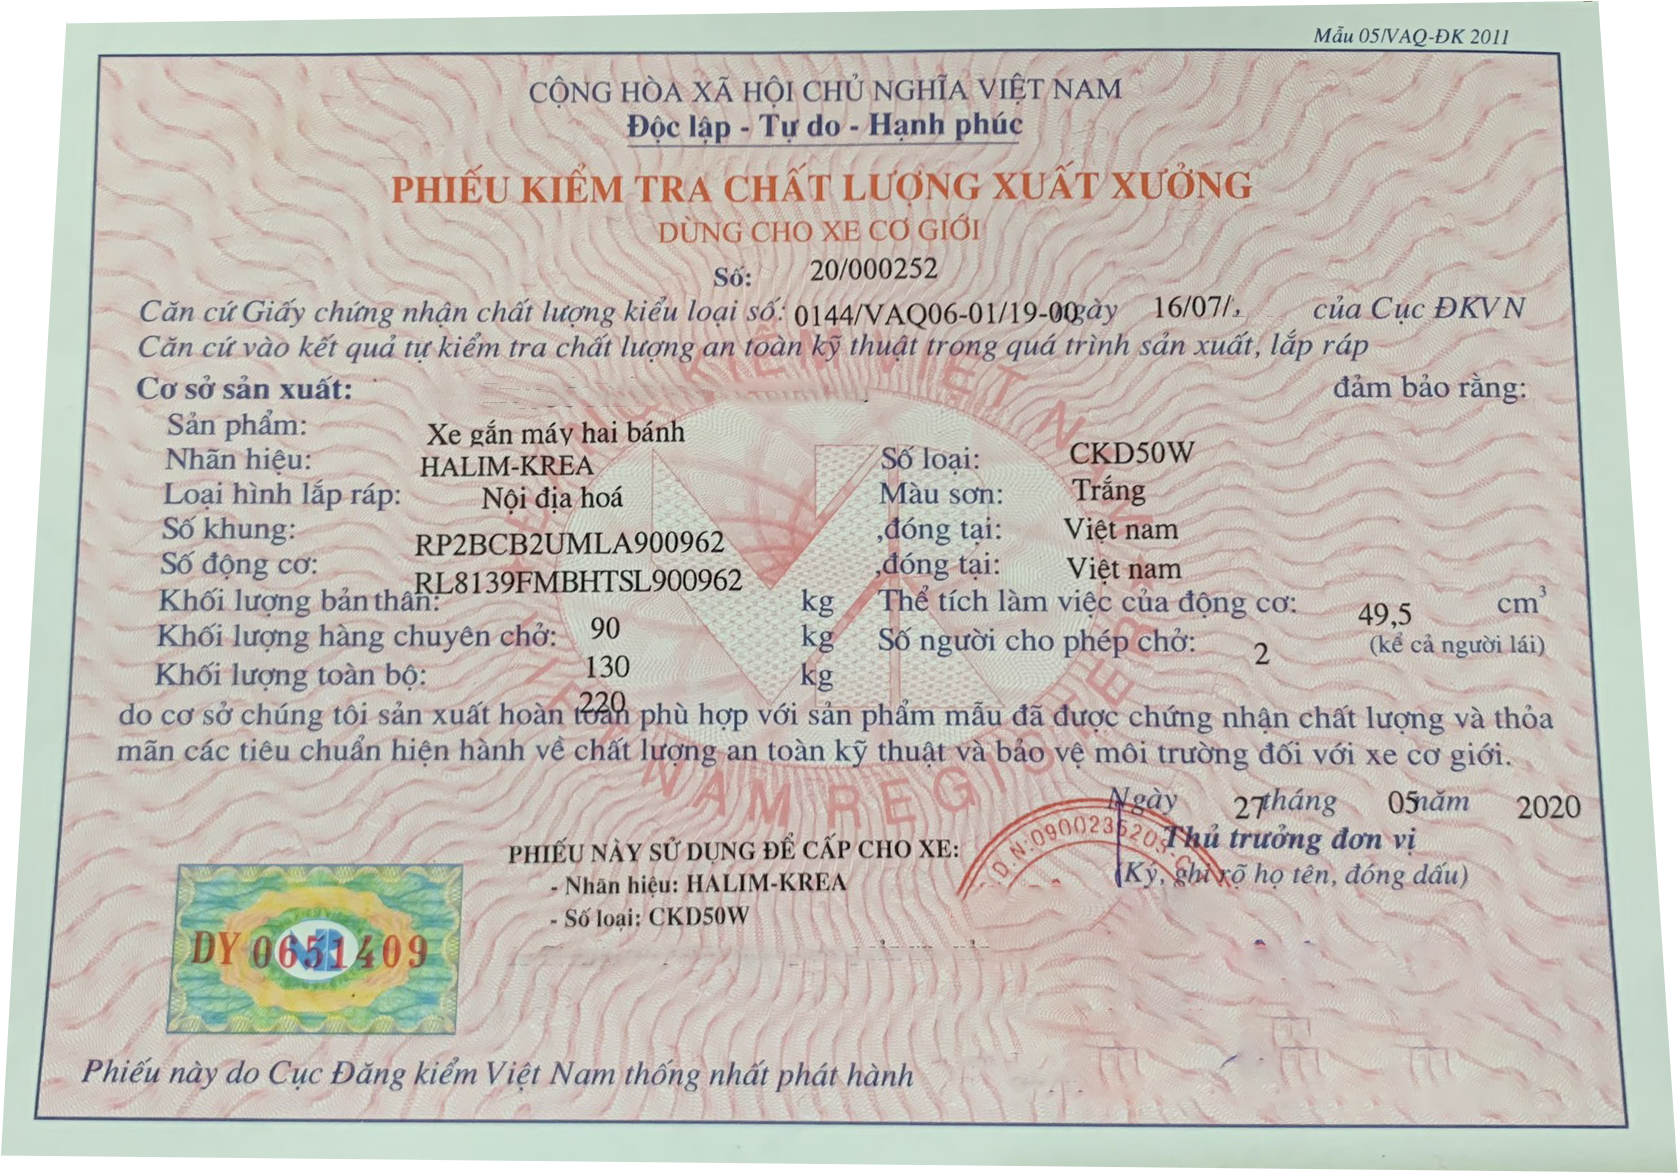 Mẫu 05/VAQ-ĐK 2011
CỘNG HÒA XÃ HỘI CHỦ NGHĨA VIỆT NAM
Độc lập - Tự do - Hạnh phúc
PHIẾU KIỂM TRA CHẤT LƯỢNG XUẤT XƯỞNG
DÙNG CHO XE CƠ GIỚI
Số: 20/000252
Căn cứ Giấy chứng nhận chất lượng kiểu loại số: 0144/VAQ06-01/19-00 ngày 16/07/ của Cục ĐKVN
Căn cứ vào kết quả tự kiểm tra chất lượng an toàn kỹ thuật trong quá trình sản xuất, lắp ráp
Cơ sở sản xuất: đảm bảo rằng:
Sản phẩm: Xe gắn máy hai bánh
Nhãn hiệu: HALIM-KREA Số loại: CKD50W
Loại hình lắp ráp: Nội địa hoá Màu sơn: Trắng
Số khung: RP2BCB2UMLA900962 ,đóng tại: Việt nam
Số động cơ: RL8139FMBHTSL900962 ,đóng tại: Việt nam
Khối lượng bản thân: 90 kg Thể tích làm việc của động cơ: 49,5 cm³
Khối lượng hàng chuyên chở: 130 kg Số người cho phép chở: 2 (kể cả người lái)
Khối lượng toàn bộ: 220 kg
do cơ sở chúng tôi sản xuất hoàn toàn phù hợp với sản phẩm mẫu đã được chứng nhận chất lượng và thỏa
mãn các tiêu chuẩn hiện hành về chất lượng an toàn kỹ thuật và bảo vệ môi trường đối với xe cơ giới.
Ngày 27 tháng 05 năm 2020
Thủ trưởng đơn vị
(Ký, ghi rõ họ tên, đóng dấu)
PHIẾU NÀY SỬ DỤNG ĐỂ CẤP CHO XE:
- Nhãn hiệu: HALIM-KREA
- Số loại: CKD50W
DY 0651409
Phiếu này do Cục Đăng kiểm Việt Nam thống nhất phát hành